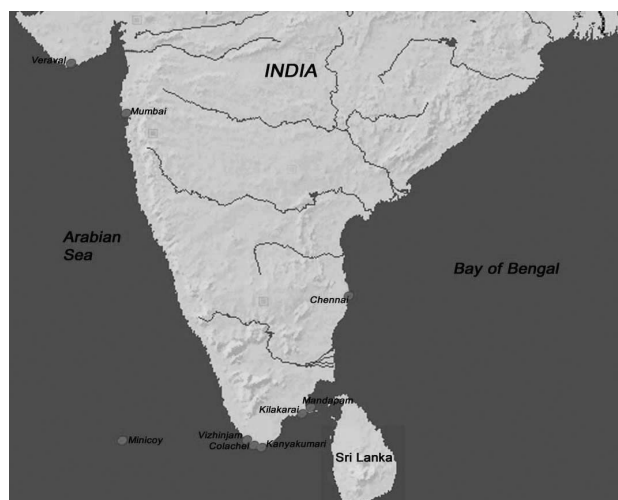 INDIA
Veraval
Mumbai
Arabian
Sea
Bay of Bengal
Chennai
Mandapam
Kilakarai
Minicoy
Vizhinjam
Colachel
Kanyakumari
Sri Lanka